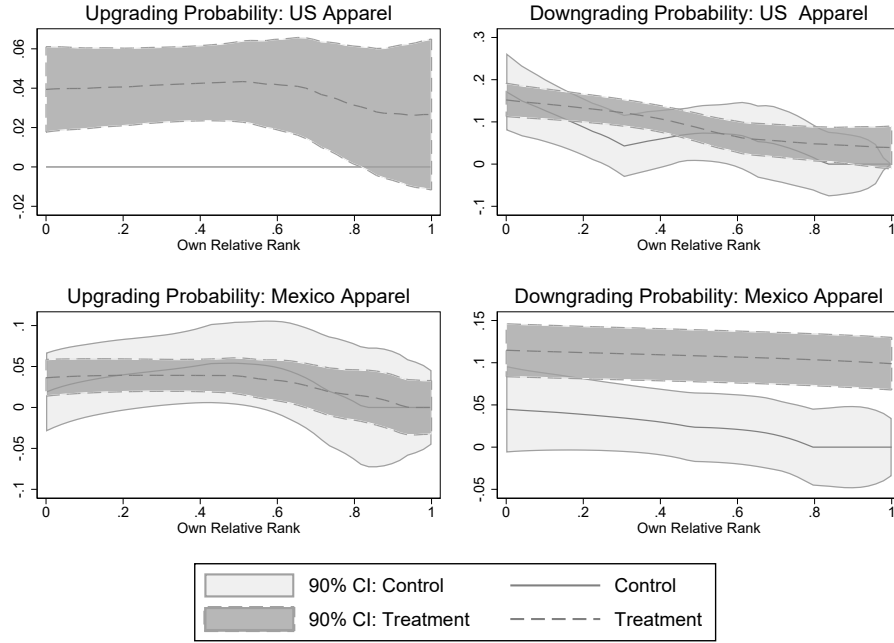 Upgrading Probability: US Apparel
.06
.04
.02
0
-.02
0 .2 .4 .6 .8 1
Own Relative Rank
Downgrading Probability: US Apparel
.3
.2
.1
0
-.1
0 .2 .4 .6 .8 1
Own Relative Rank
Upgrading Probability: Mexico Apparel
.1
.05
0
-.05
-.1
0 .2 .4 .6 .8 1
Own Relative Rank
Downgrading Probability: Mexico Apparel
.15
.1
.05
0
-.05
0 .2 .4 .6 .8 1
Own Relative Rank
90% CI: Control Control
90% CI: Treatment Treatment